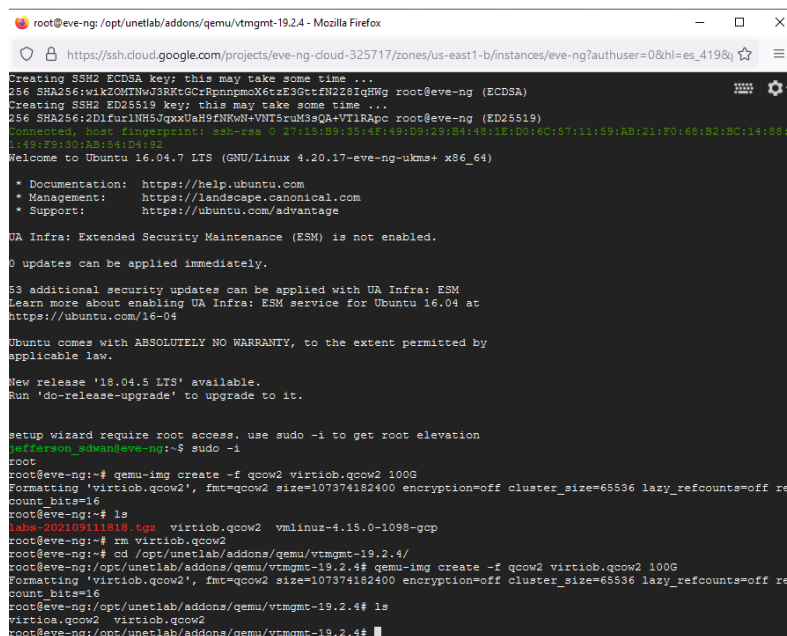 root@eve-ng: /opt/unetlab/addons/qemu/vtmgmt-19.2.4 - Mozilla Firefox
https://ssh.cloud.google.com/projects/eve-ng-cloud-325717/zones/us-east1-b/instances/eve-ng?authuser=0&hl=es_419&
Creating SSH2 ECDSA key; this may take some time ...
256 SHA256:wikZOMTNwJ3RKtGCrRpnnpmoX6tzE3GttfN2Z8IqHWg root@eve-ng (ECDSA)
Creating SSH2 ED25519 key; this may take some time ...
256 SHA256:2DlfurlNH5JqxxUaH9fNKwN+VNT5ruM3sQA+VTlRApc root@eve-ng (ED25519)
Connected, host fingerprint: ssh-rsa 0 27:15:B9:35:4F:49:D9:29:B4:48:1E:D0:6C:57:11:59:AB:21:F0:68:B2:BC:14:88:
1:49:F9:30:AB:54:D4:92
Welcome to Ubuntu 16.04.7 LTS (GNU/Linux 4.20.17-eve-ng-ukms+ x86_64)
* Documentation: https://help.ubuntu.com
* Management: https://landscape.canonical.com
* Support: https://ubuntu.com/advantage
UA Infra: Extended Security Maintenance (ESM) is not enabled.
0 updates can be applied immediately.
53 additional security updates can be applied with UA Infra: ESM
Learn more about enabling UA Infra: ESM service for Ubuntu 16.04 at
https://ubuntu.com/16-04
Ubuntu comes with ABSOLUTELY NO WARRANTY, to the extent permitted by
applicable law.
New release '18.04.5 LTS' available.
Run 'do-release-upgrade' to upgrade to it.
setup wizard require root access. use sudo -i to get root elevation
jefferson_sdwan@eve-ng:~$ sudo -i
root
root@eve-ng:~# qemu-img create -f qcow2 virtiob.qcow2 100G
Formatting 'virtiob.qcow2', fmt=qcow2 size=107374182400 encryption=off cluster_size=65536 lazy_refcounts=off re
count_bits=16
root@eve-ng:~# ls
labs-202109111818.tgz virtiob.qcow2 vmlinuz-4.15.0-1098-gcp
root@eve-ng:~# rm virtiob.qcow2
root@eve-ng:~# cd /opt/unetlab/addons/qemu/vtmgmt-19.2.4/
root@eve-ng:/opt/unetlab/addons/qemu/vtmgmt-19.2.4# qemu-img create -f qcow2 virtiob.qcow2 100G
Formatting 'virtiob.qcow2', fmt=qcow2 size=107374182400 encryption=off cluster_size=65536 lazy_refcounts=off re
count_bits=16
root@eve-ng:/opt/unetlab/addons/qemu/vtmgmt-19.2.4# ls
virtioa.qcow2 virtiob.qcow2
root@eve-ng:/opt/unetlab/addons/qemu/vtmgmt-19.2.4#